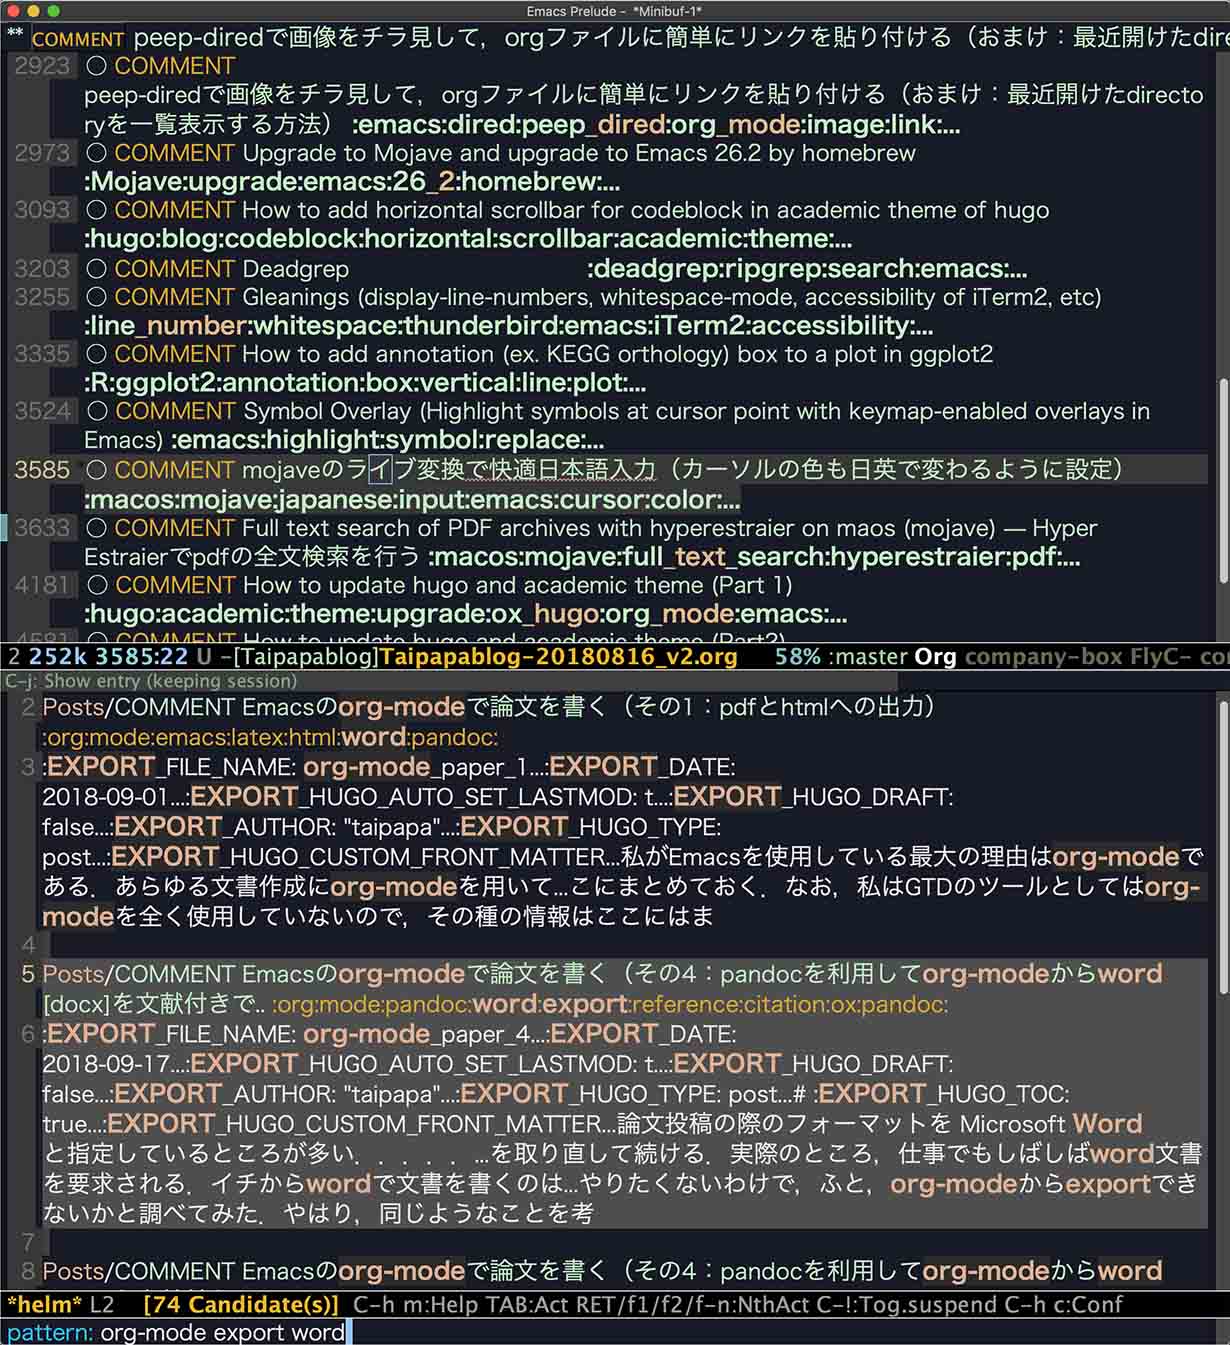 Emacs Prelude - *Minibuf-1*
** COMMENT peep-diredで画像をチラ見して，orgファイルに簡単にリンクを貼り付ける（おまけ：最近開けたdire
2923 ○ COMMENT
peep-diredで画像をチラ見して，orgファイルに簡単にリンクを貼り付ける（おまけ：最近開けたdirecto
ryを一覧表示する方法） :emacs:dired:peep_dired:org_mode:image:link:...
2973 ○ COMMENT Upgrade to Mojave and upgrade to Emacs 26.2 by homebrew
:Mojave:upgrade:emacs:26_2:homebrew:...
3093 ○ COMMENT How to add horizontal scrollbar for codeblock in academic theme of hugo
:hugo:blog:codeblock:horizontal:scrollbar:academic:theme:...
3203 ○ COMMENT Deadgrep :deadgrep:ripgrep:search:emacs:...
3255 ○ COMMENT Gleanings (display-line-numbers, whitespace-mode, accessibility of iTerm2, etc)
:line_number:whitespace:thunderbird:emacs:iTerm2:accessibility:...
3335 ○ COMMENT How to add annotation (ex. KEGG orthology) box to a plot in ggplot2
:R:ggplot2:annotation:box:vertical:line:plot:...
3524 ○ COMMENT Symbol Overlay (Highlight symbols at cursor point with keymap-enabled overlays in
Emacs) :emacs:highlight:symbol:replace:...
3585 ○ COMMENT mojaveのライブ変換で快適日本語入力（カーソルの色も日英で変わるように設定）
:macos:mojave:japanese:input:emacs:cursor:color:...
3633 ○ COMMENT Full text search of PDF archives with hyperestraier on maos (mojave) — Hyper
Estraierでpdfの全文検索を行う :macos:mojave:full_text_search:hyperestraier:pdf:...
4181 ○ COMMENT How to update hugo and academic theme (Part 1)
:hugo:academic:theme:upgrade:ox_hugo:org_mode:emacs:...
4581 ○ COMMENT How to update hugo and academic theme (Part2)
2 252k 3585:22 U -[Taipapablog]Taipapablog-20180816_v2.org 58% :master Org company-box FlyC- co
C-j: Show entry (keeping session)
2 Posts/COMMENT Emacsのorg-modeで論文を書く（その1：pdfとhtmlへの出力）
:org:mode:emacs:latex:html:word:pandoc:
3 :EXPORT_FILE_NAME: org-mode_paper_1...:EXPORT_DATE:
2018-09-01...:EXPORT_HUGO_AUTO_SET_LASTMOD: t...:EXPORT_HUGO_DRAFT:
false...:EXPORT_AUTHOR: "taipapa"...:EXPORT_HUGO_TYPE:
post...:EXPORT_HUGO_CUSTOM_FRONT_MATTER...私がEmacsを使用している最大の理由はorg-modeで
ある．あらゆる文書作成にorg-modeを用いて...こにまとめておく．なお，私はGTDのツールとしてはorg-
modeを全く使用していないので，その種の情報はここにはま
4
5 Posts/COMMENT Emacsのorg-modeで論文を書く（その4：pandocを利用してorg-modeからword
[docx]を文献付きで.. :org:mode:pandoc:word:export:reference:citation:ox:pandoc:
6 :EXPORT_FILE_NAME: org-mode_paper_4...:EXPORT_DATE:
2018-09-17...:EXPORT_HUGO_AUTO_SET_LASTMOD: t...:EXPORT_HUGO_DRAFT:
false...:EXPORT_AUTHOR: "taipapa"...:EXPORT_HUGO_TYPE: post...# :EXPORT_HUGO_TOC:
true...:EXPORT_HUGO_CUSTOM_FRONT_MATTER...論文投稿の際のフォーマットを Microsoft Word
と指定しているところが多い．．．．．...を取り直して続ける．実際のところ，仕事でもしばしばword文書
を要求される．イチからwordで文書を書くのは...やりたくないわけで，ふと，org-modeからexportでき
ないかと調べてみた．やはり，同じようなことを考
7
8 Posts/COMMENT Emacsのorg-modeで論文を書く（その4：pandocを利用してorg-modeからword
*helm* L2 [74 Candidate(s)] C-h m:Help TAB:Act RET/f1/f2/f-n:NthAct C-!:Tog.suspend C-h c:Conf
pattern: org-mode export word